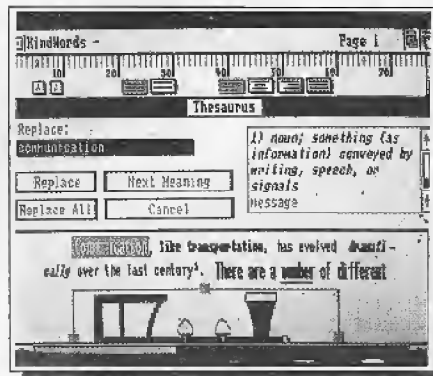 KindWords - Page 1
10 20 30 40 50 60 70
Thesaurus
Replace:
communication
1) noun; something (as
information) conveyed by
writing, speech, or
signals
message
Replace Next Meaning
Replace All Cancel
Communication, like transportation, has evolved dramati-
cally over the last century¹. There are a number of different